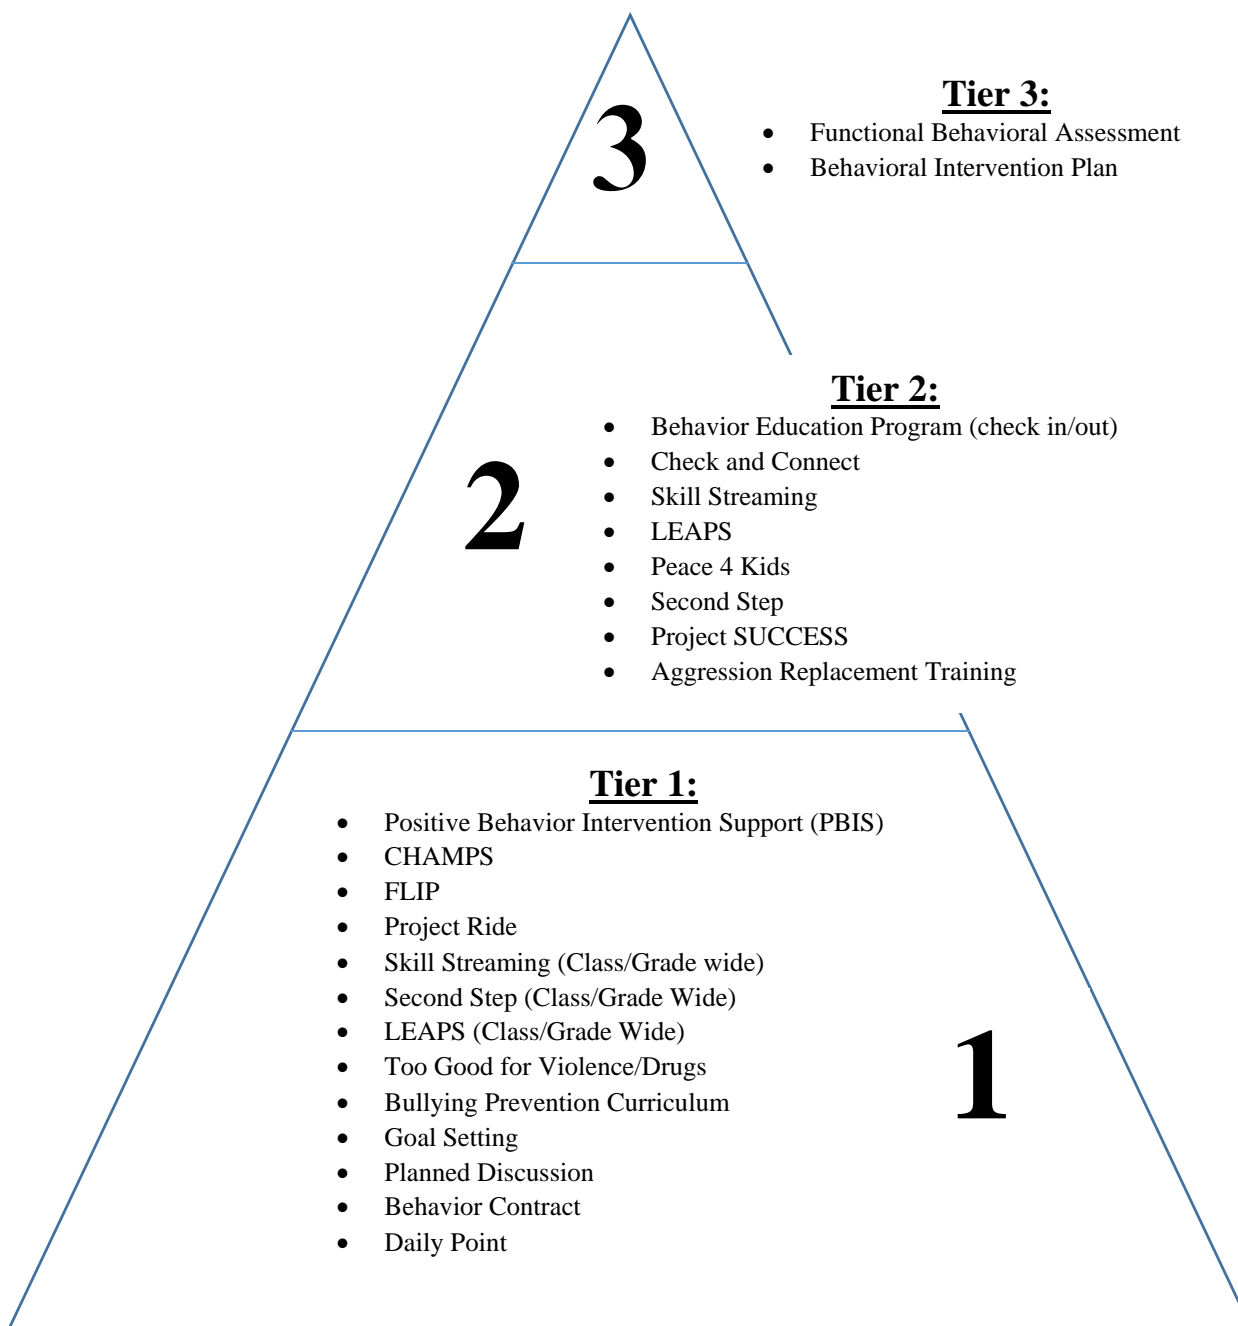 3
Tier 3:
• Functional Behavioral Assessment
• Behavioral Intervention Plan
2
Tier 2:
• Behavior Education Program (check in/out)
• Check and Connect
• Skill Streaming
• LEAPS
• Peace 4 Kids
• Second Step
• Project SUCCESS
• Aggression Replacement Training
Tier 1:
• Positive Behavior Intervention Support (PBIS)
• CHAMPS
• FLIP
• Project Ride
• Skill Streaming (Class/Grade wide)
• Second Step (Class/Grade Wide)
• LEAPS (Class/Grade Wide)
• Too Good for Violence/Drugs
• Bullying Prevention Curriculum
• Goal Setting
• Planned Discussion
• Behavior Contract
• Daily Point
1